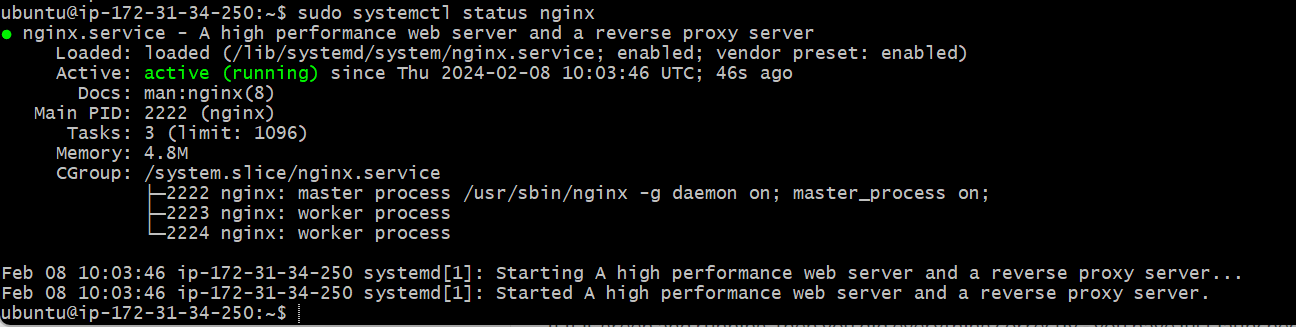 ubuntu@ip-172-31-34-250:~$ sudo systemctl status nginx
● nginx.service - A high performance web server and a reverse proxy server
     Loaded: loaded (/lib/systemd/system/nginx.service; enabled; vendor preset: enabled)
     Active: active (running) since Thu 2024-02-08 10:03:46 UTC; 46s ago
       Docs: man:nginx(8)
   Main PID: 2222 (nginx)
      Tasks: 3 (limit: 1096)
     Memory: 4.8M
     CGroup: /system.slice/nginx.service
             ├─2222 nginx: master process /usr/sbin/nginx -g daemon on; master_process on;
             ├─2223 nginx: worker process
             └─2224 nginx: worker process

Feb 08 10:03:46 ip-172-31-34-250 systemd[1]: Starting A high performance web server and a reverse proxy server...
Feb 08 10:03:46 ip-172-31-34-250 systemd[1]: Started A high performance web server and a reverse proxy server.
ubuntu@ip-172-31-34-250:~$